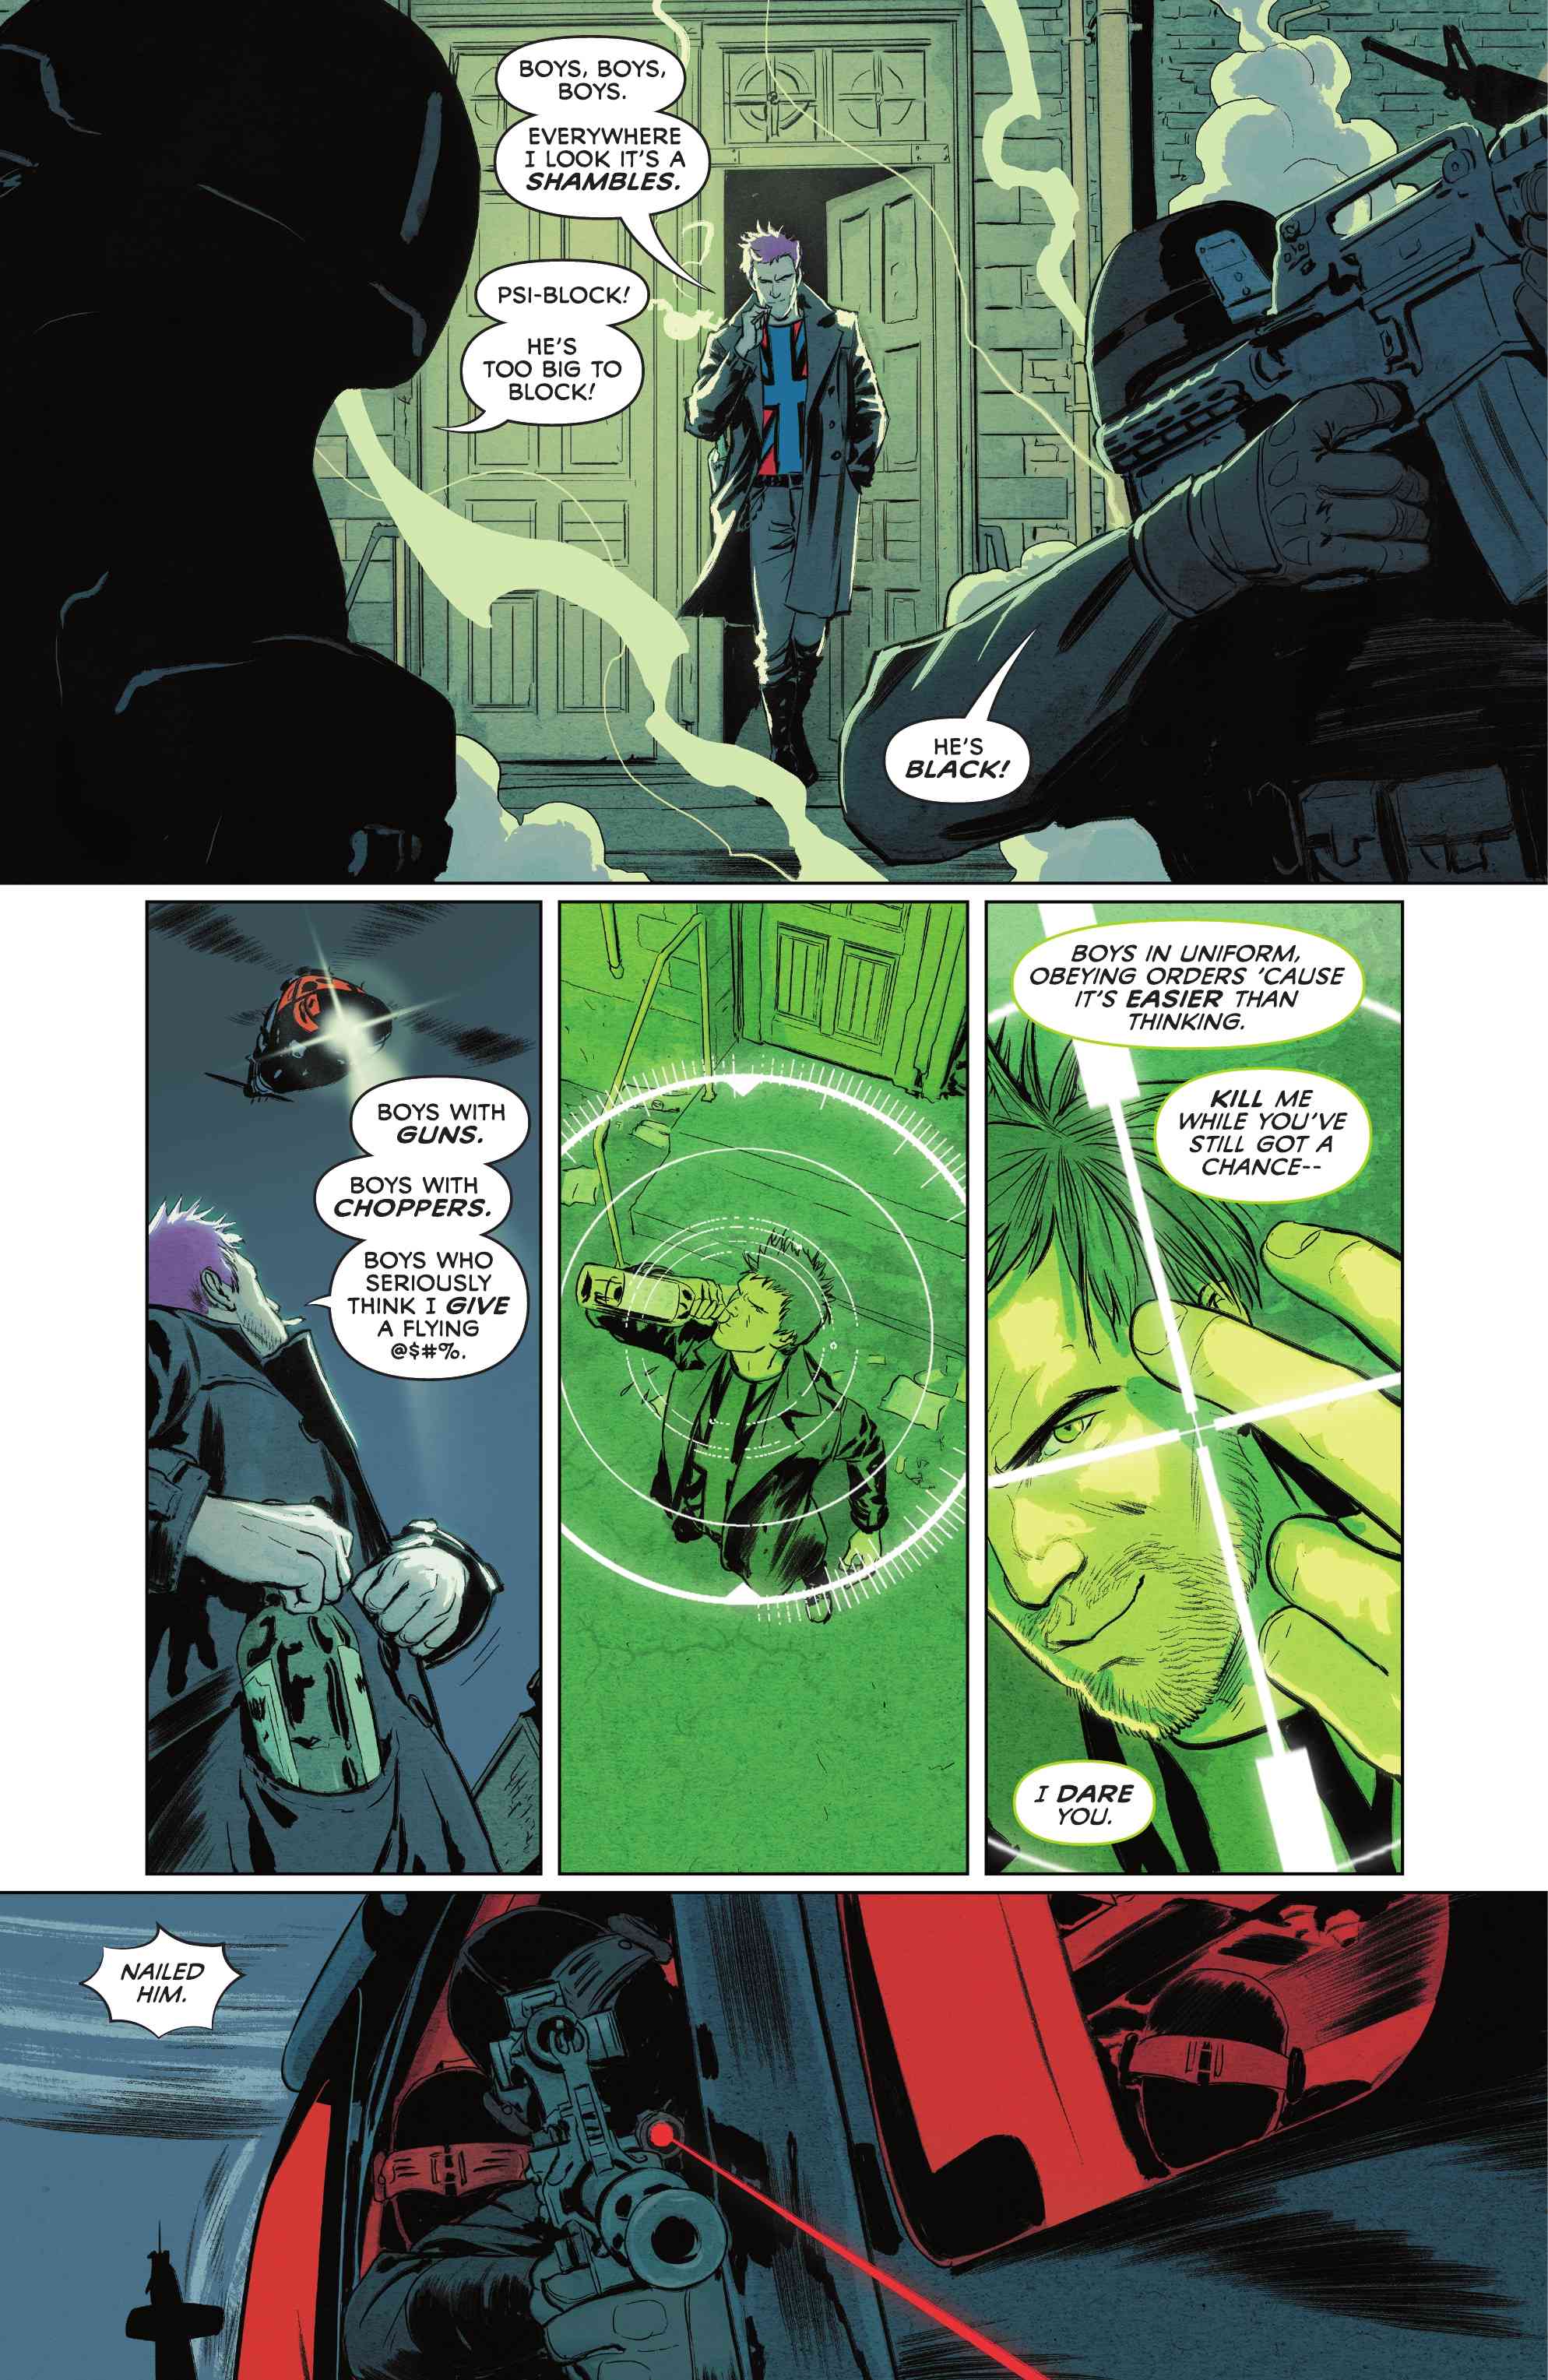 BOYS, BOYS,
BOYS.
EVERYWHERE
I LOOK IT'S A
SHAMBLES.
PSI-BLOCK!
HE'S
TOO BIG TO
BLOCK!
HE'S
BLACK!
BOYS WITH
GUNS.
BOYS WITH
CHOPPERS.
BOYS WHO
SERIOUSLY
THINK I GIVE
A FLYING
@$#%.
BOYS IN UNIFORM,
OBEYING ORDERS 'CAUSE
IT'S EASIER THAN
THINKING.
KILL ME
WHILE YOU'VE
STILL GOT A
CHANCE--
I DARE
YOU.
NAILED
HIM.